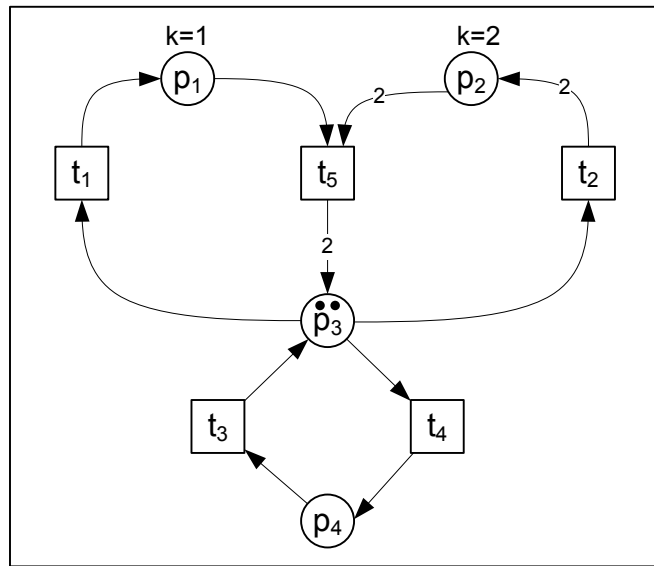 k=1 k=2
p₁ p₂
2 2
t₁ t₅ t₂
2
p₃
t₃ t₄
p₄